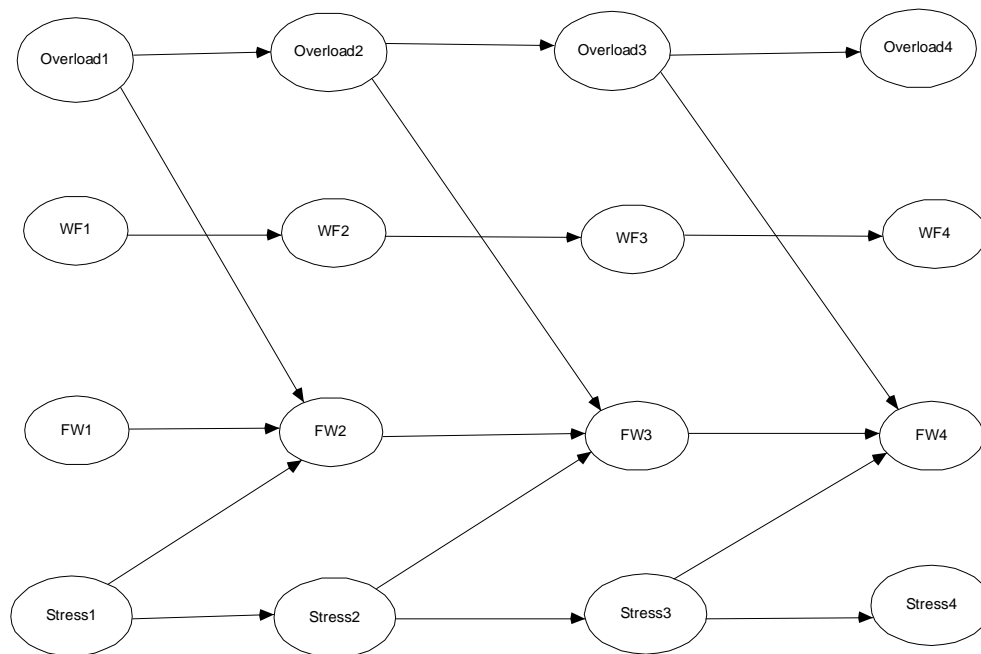 Overload1
Overload2
Overload3
Overload4
WF1
WF2
WF3
WF4
FW1
FW2
FW3
FW4
Stress1
Stress2
Stress3
Stress4